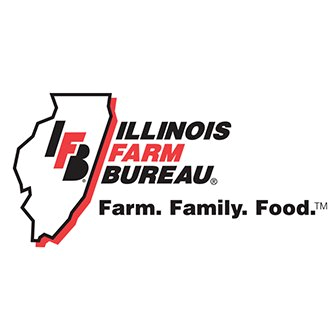 IFB®
ILLINOIS
FARM
BUREAU®
Farm. Family. Food.™